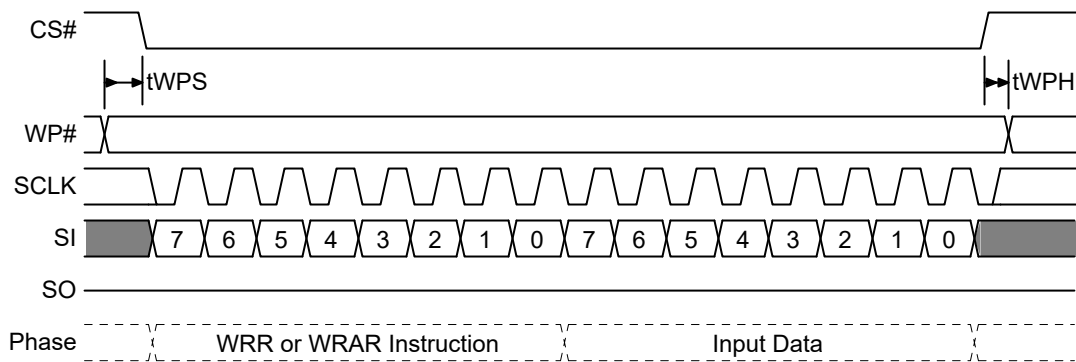 CS#
tWPS tWPH
WP#
SCLK
SI 7 6 5 4 3 2 1 0 7 6 5 4 3 2 1 0
SO
Phase WRR or WRAR Instruction Input Data